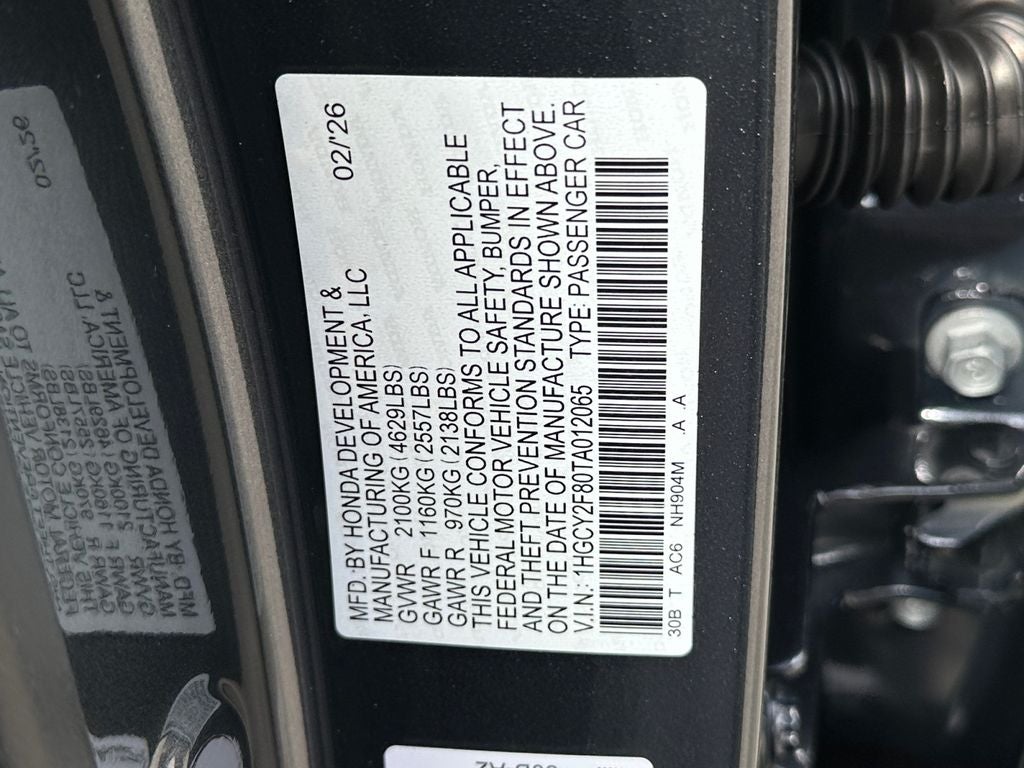 MFD. BY HONDA DEVELOPMENT &
MANUFACTURING OF AMERICA, LLC 02/'26
GVWR 2100KG (4629LBS)
GAWR F 1160KG (2557LBS)
GAWR R 970KG (2138LBS)
THIS VEHICLE CONFORMS TO ALL APPLICABLE
FEDERAL MOTOR VEHICLE SAFETY, BUMPER,
AND THEFT PREVENTION STANDARDS IN EFFECT
ON THE DATE OF MANUFACTURE SHOWN ABOVE.
V.I.N.: 1HGCY2F80TA012065 TYPE: PASSENGER CAR
30B T AC6 NH904M .A .A